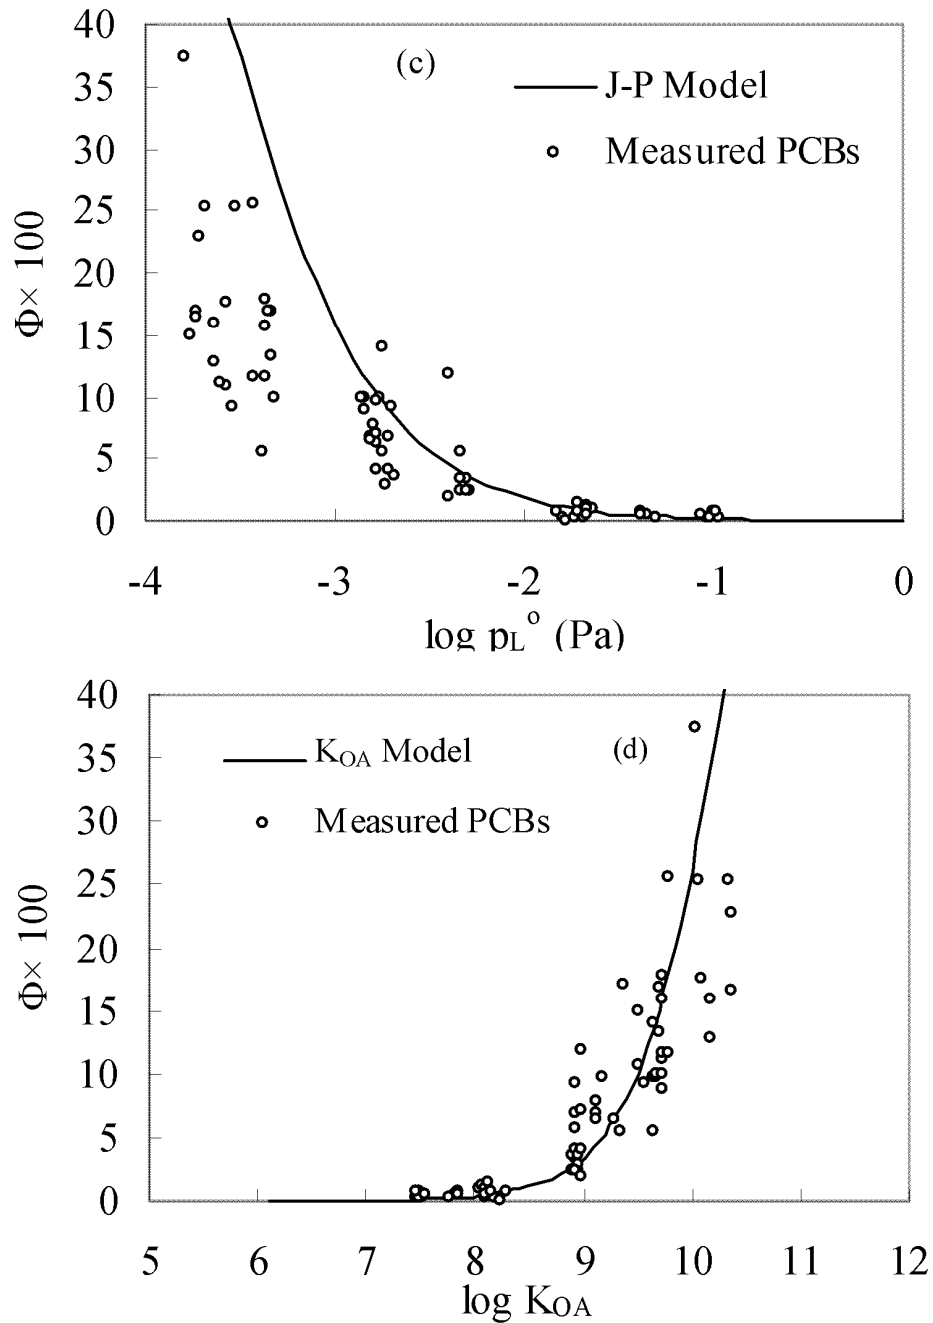 40
35
30
25
20
15
10
5
0
Φ× 100
(c)
J-P Model
Measured PCBs
-4 -3 -2 -1 0
log pL° (Pa)
40
35
30
25
20
15
10
5
0
Φ× 100
KOA Model
(d)
Measured PCBs
5 6 7 8 9 10 11 12
log KOA